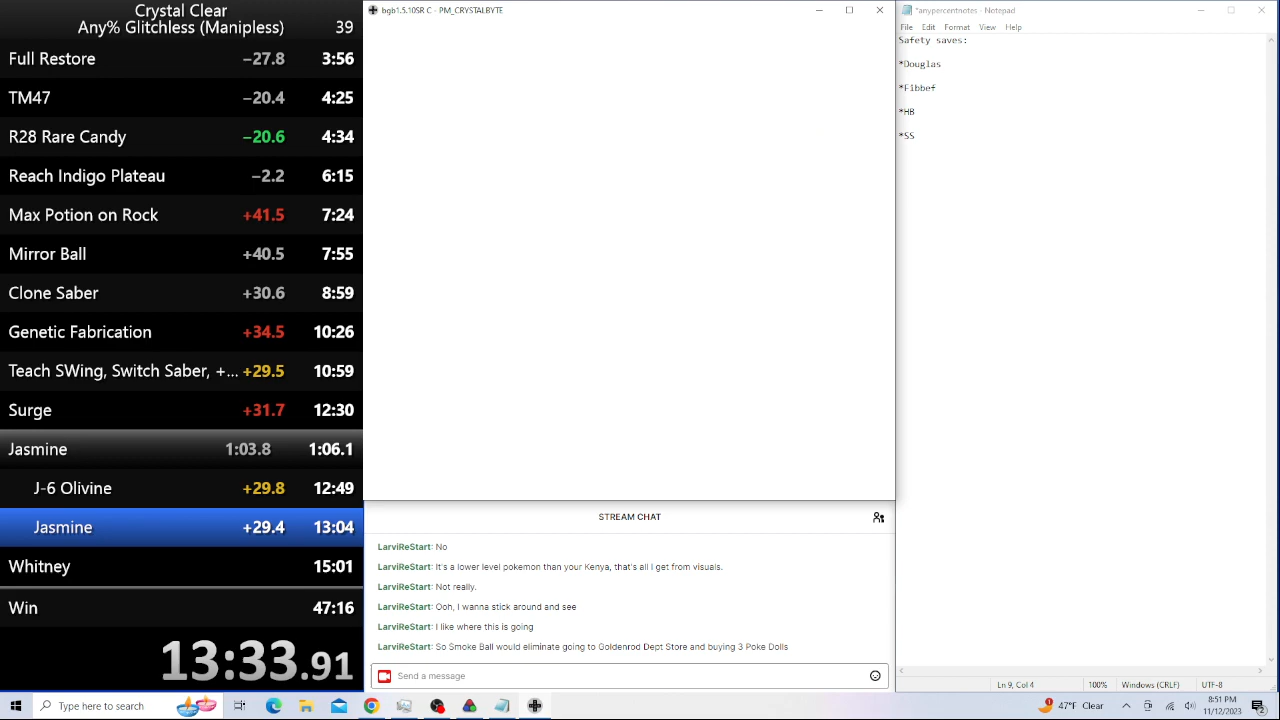 Crystal Clear
Any% Glitchless (Manipless) 39
Full Restore −27.8 3:56
TM47 −20.4 4:25
R28 Rare Candy −20.6 4:34
Reach Indigo Plateau −2.2 6:15
Max Potion on Rock +41.5 7:24
Mirror Ball +40.5 7:55
Clone Saber +30.6 8:59
Genetic Fabrication +34.5 10:26
Teach SWing, Switch Saber, +... +29.5 10:59
Surge +31.7 12:30
Jasmine 1:03.8 1:06.1
J-6 Olivine +29.8 12:49
Jasmine +29.4 13:04
Whitney 15:01
Win 47:16
13:33.91
bgb1.5.10SR C - PM_CRYSTALBYTE
STREAM CHAT
LarviReStart: No
LarviReStart: It's a lower level pokemon than your Kenya, that's all I get from visuals.
LarviReStart: Not really.
LarviReStart: Ooh, I wanna stick around and see
LarviReStart: I like where this is going
LarviReStart: So Smoke Ball would eliminate going to Goldenrod Dept Store and buying 3 Poke Dolls
Send a message
*anypercentnotes - Notepad
File Edit Format View Help
Safety saves:
*Douglas
*Fibbef
*HB
*SS
Ln 9, Col 4 100% Windows (CRLF) UTF-8
Type here to search
47°F Clear
8:51 PM
11/12/2023
2